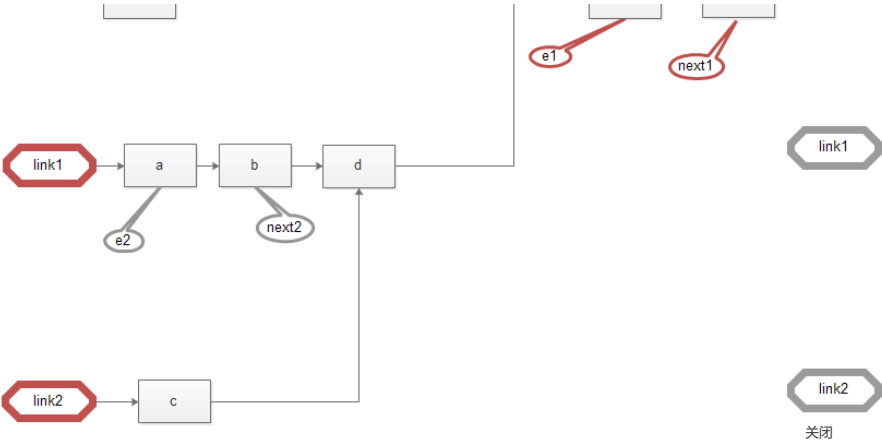 e1
next1
link1
a
b
d
link1
e2
next2
link2
c
link2
关闭